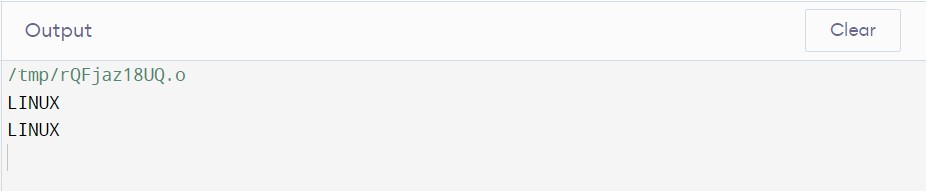 Output
Clear
/tmp/rQFjaz18UQ.o
LINUX
LINUX